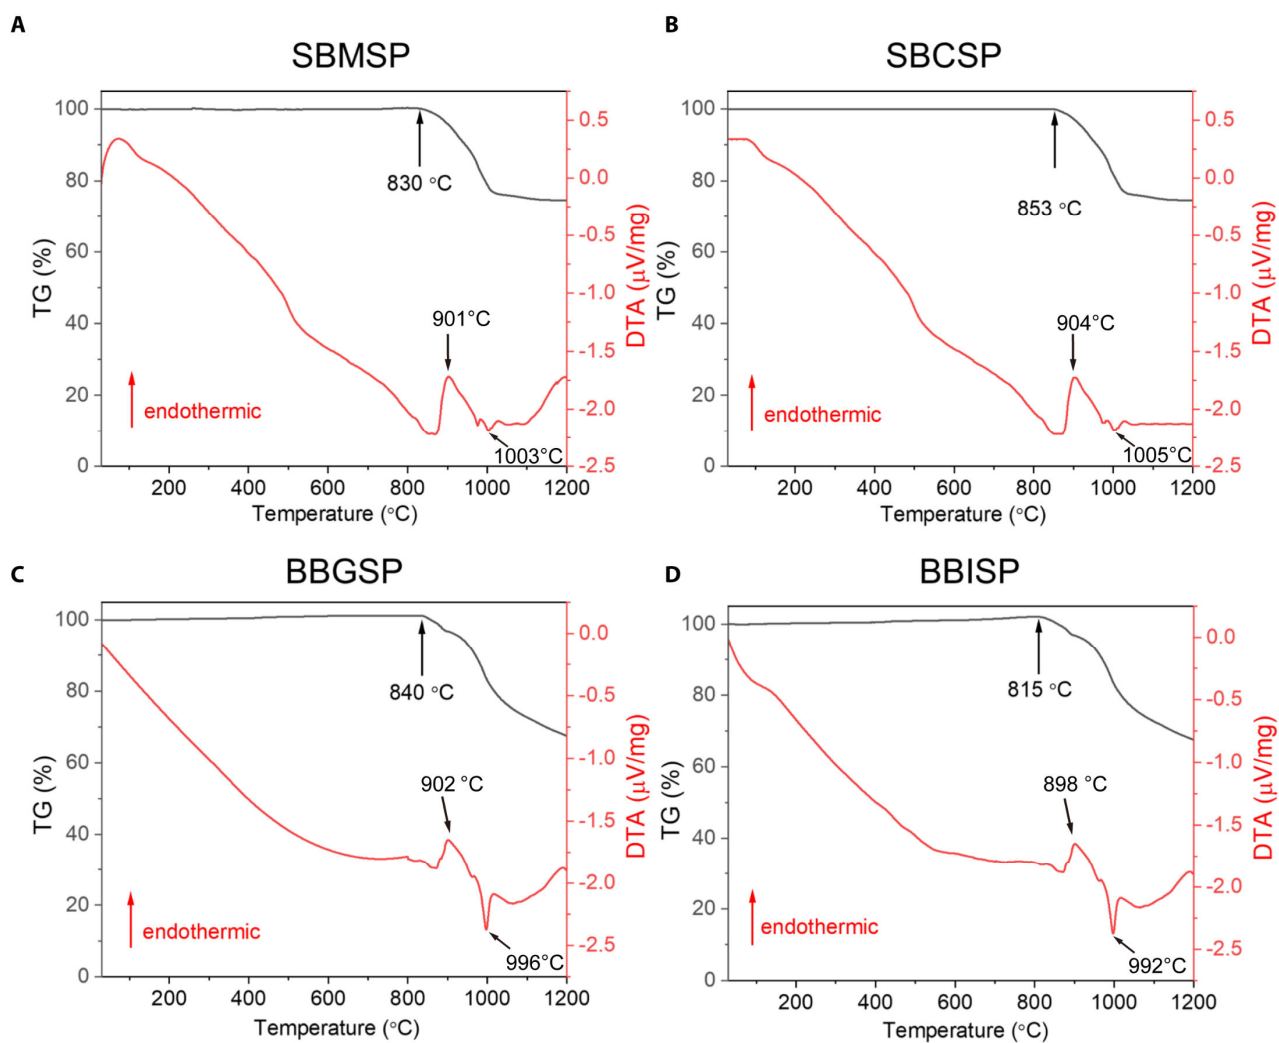 A
SBMSP
100
80
60
40
20
0
TG (%)
830 °C
901°C
1003°C
endothermic
0.5
0.0
-0.5
-1.0
-1.5
-2.0
-2.5
DTA (μV/mg)
200 400 600 800 1000 1200
Temperature (°C)
B
SBCSP
100
80
60
40
20
0
TG (%)
853 °C
904°C
1005°C
endothermic
0.5
0.0
-0.5
-1.0
-1.5
-2.0
-2.5
DTA (μV/mg)
200 400 600 800 1000 1200
Temperature (°C)
C
BBGSP
100
80
60
40
20
0
TG (%)
840 °C
902 °C
996°C
endothermic
0.0
-0.5
-1.0
-1.5
-2.0
-2.5
DTA (μV/mg)
200 400 600 800 1000 1200
Temperature (°C)
D
BBISP
100
80
60
40
20
0
TG (%)
815 °C
898 °C
992°C
endothermic
0.0
-0.5
-1.0
-1.5
-2.0
-2.5
DTA (μV/mg)
200 400 600 800 1000 1200
Temperature (°C)